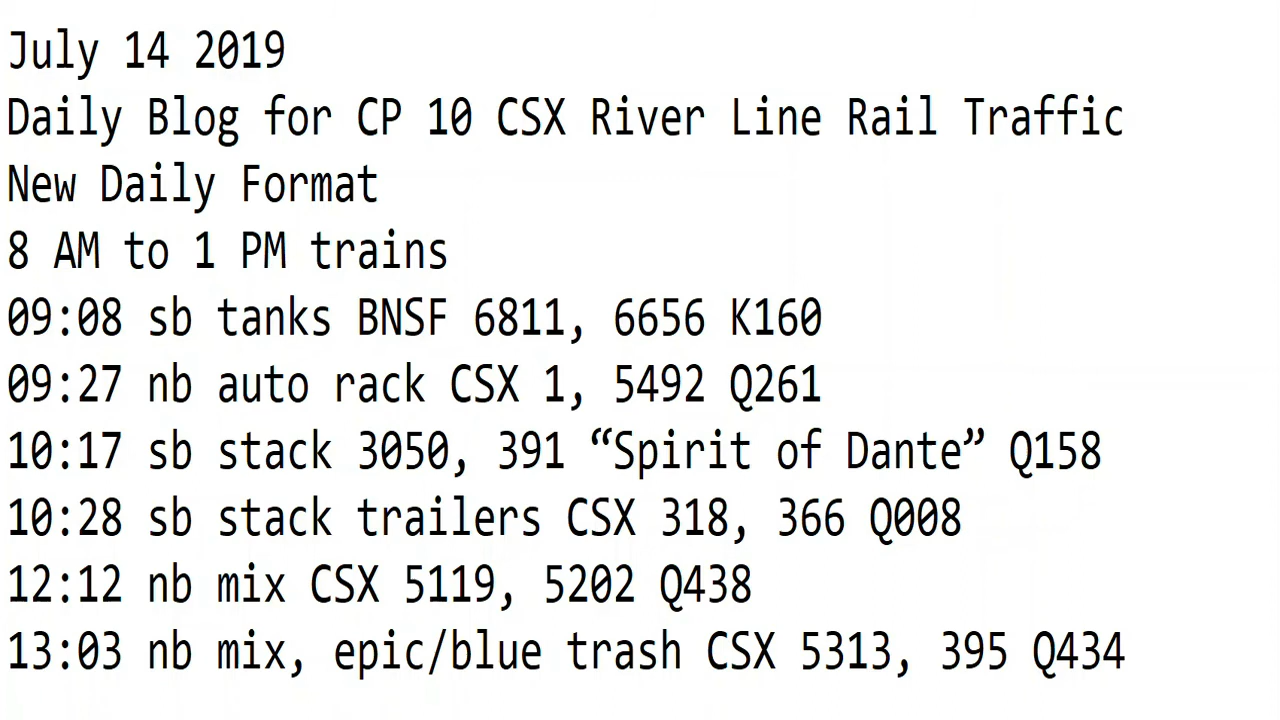 July 14 2019
Daily Blog for CP 10 CSX River Line Rail Traffic
New Daily Format
8 AM to 1 PM trains
09:08 sb tanks BNSF 6811, 6656 K160
09:27 nb auto rack CSX 1, 5492 Q261
10:17 sb stack 3050, 391 “Spirit of Dante” Q158
10:28 sb stack trailers CSX 318, 366 Q008
12:12 nb mix CSX 5119, 5202 Q438
13:03 nb mix, epic/blue trash CSX 5313, 395 Q434